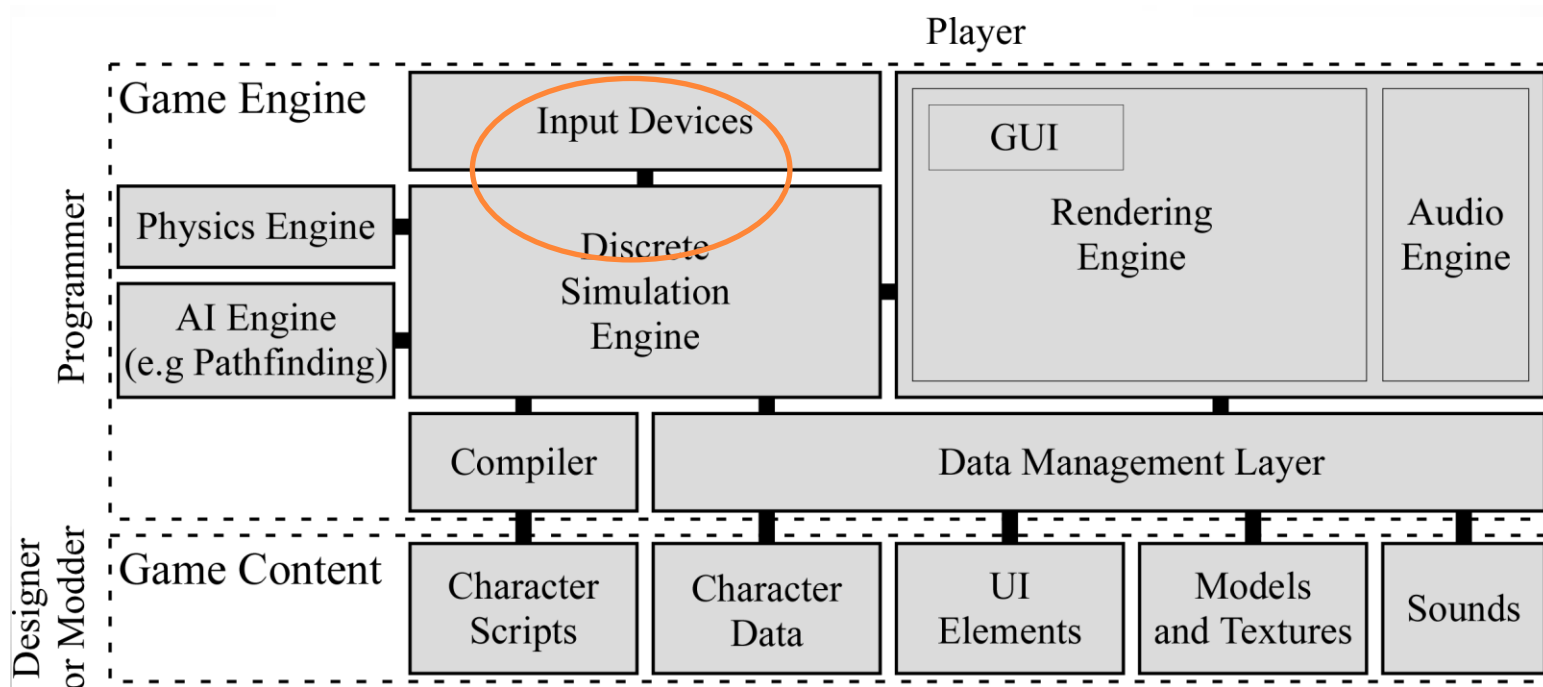 Player
Game Engine
Input Devices
GUI
Rendering
Engine
Audio
Engine
Programmer
Physics Engine
Discrete
Simulation
Engine
AI Engine
(e.g Pathfinding)
Compiler
Data Management Layer
Designer
or Modder
Game Content
Character
Scripts
Character
Data
UI
Elements
Models
and Textures
Sounds